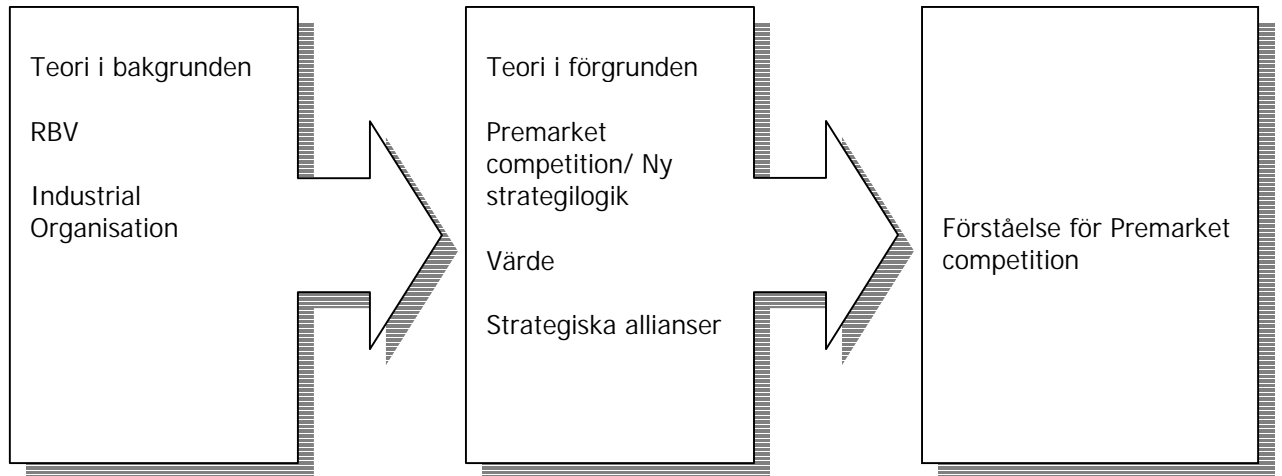 Teori i bakgrunden
RBV
Industrial
Organisation
Teori i förgrunden
Premarket
competition/ Ny
strategilogik
Värde
Strategiska allianser
Förståelse för Premarket
competition